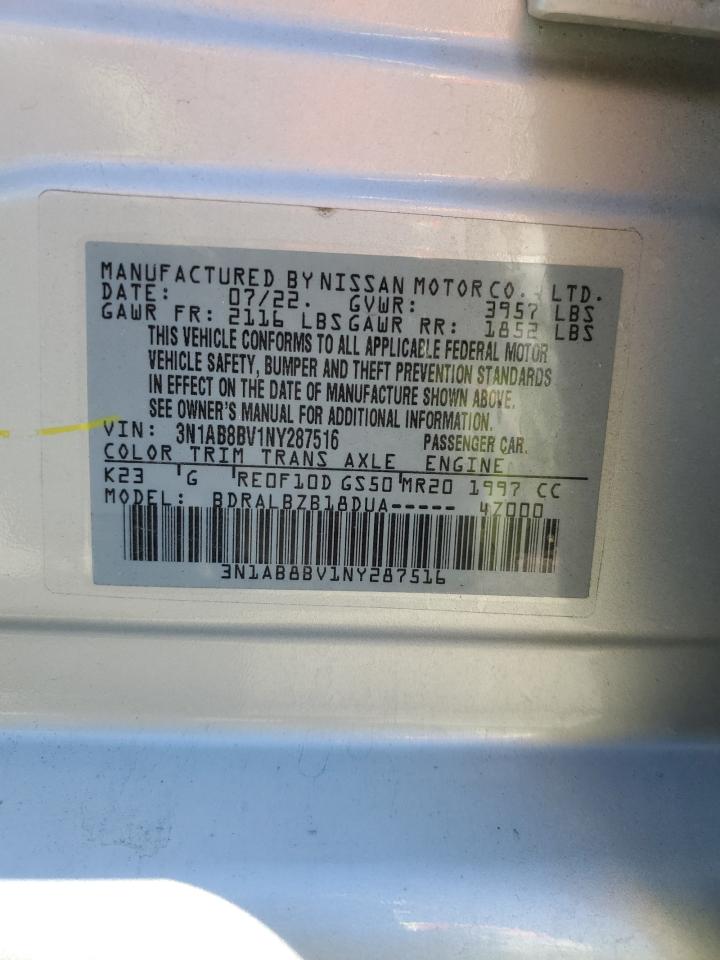 MANUFACTURED BY NISSAN MOTOR CO., LTD.
DATE: 07/22. GVWR: 3957 LBS
GAWR FR: 2116 LBS GAWR RR: 1852 LBS
THIS VEHICLE CONFORMS TO ALL APPLICABLE FEDERAL MOTOR
VEHICLE SAFETY, BUMPER AND THEFT PREVENTION STANDARDS
IN EFFECT ON THE DATE OF MANUFACTURE SHOWN ABOVE.
SEE OWNER'S MANUAL FOR ADDITIONAL INFORMATION.
VIN: 3N1AB8BV1NY287516 PASSENGER CAR.
COLOR TRIM TRANS AXLE ENGINE
K23 G RE0F10D GS50 MR20 1997 CC
MODEL: BDRALBZB18DUA----- 47000
3N1AB8BV1NY287516